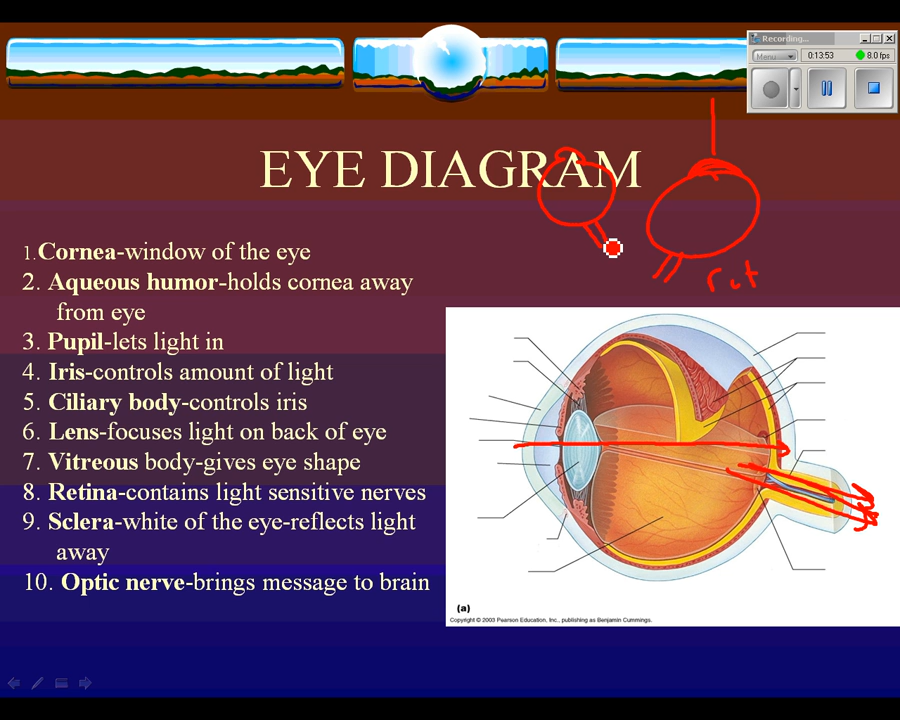 Recording...
Menu
0:13:53
8.0 fps
EYE DIAGRAM
1.Cornea-window of the eye
2. Aqueous humor-holds cornea away
from eye
3. Pupil-lets light in
4. Iris-controls amount of light
5. Ciliary body-controls iris
6. Lens-focuses light on back of eye
7. Vitreous body-gives eye shape
8. Retina-contains light sensitive nerves
9. Sclera-white of the eye-reflects light
away
10. Optic nerve-brings message to brain
(a)
Copyright © 2003 Pearson Education, Inc., publishing as Benjamin Cummings.